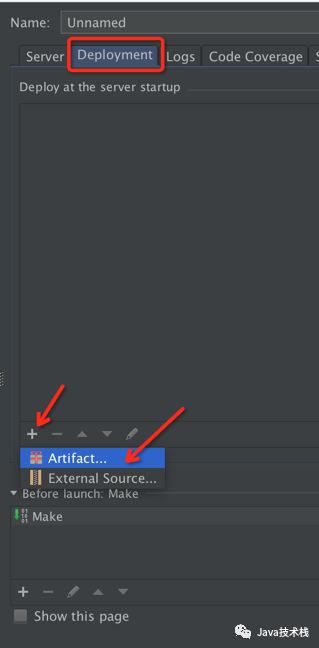 Name: Unnamed
Server Deployment Logs Code Coverage
Deploy at the server startup
Artifact...
External Source...
Before launch: Make
Make
Show this page
Java技术栈